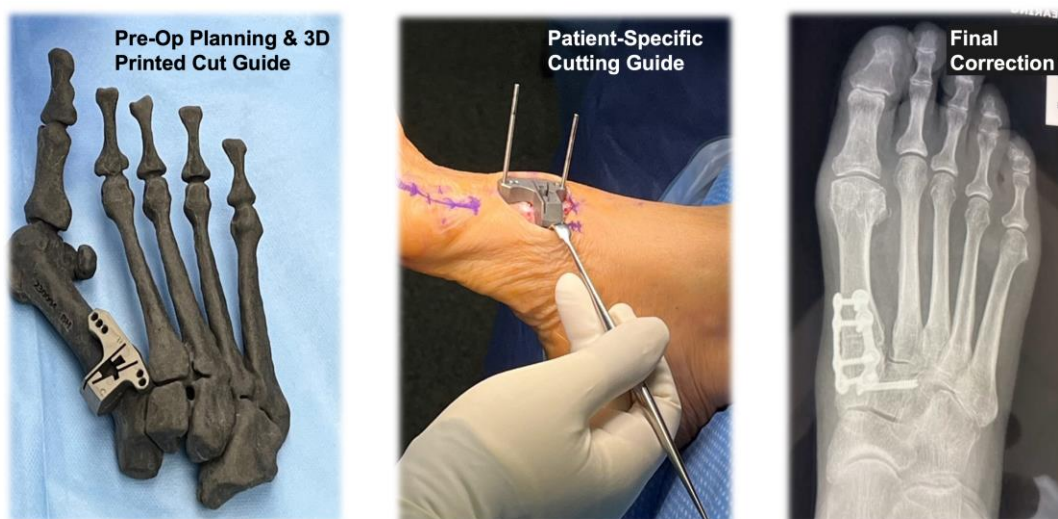 Pre-Op Planning & 3D
Printed Cut Guide
Patient-Specific
Cutting Guide
Final
Correction